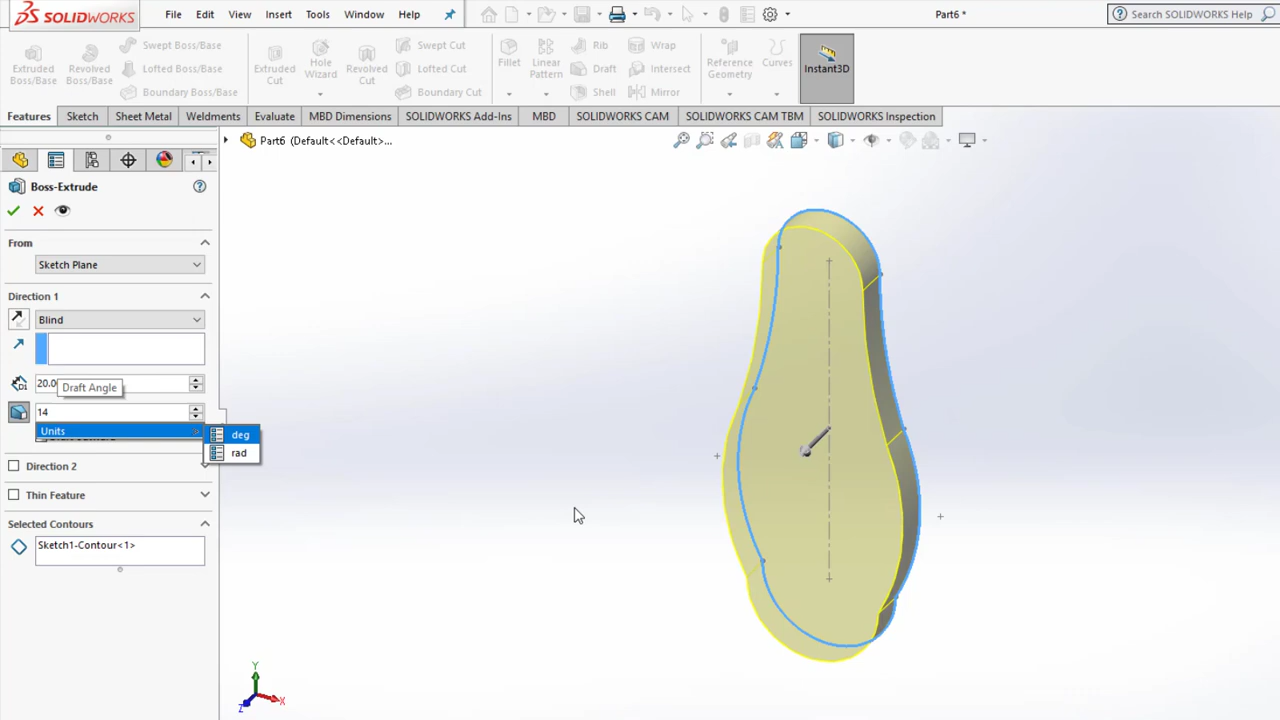 SOLIDWORKS File Edit View Insert Tools Window Help Part6 * Search SOLIDWORKS Help
Extruded Boss/Base
Revolved Boss/Base
Swept Boss/Base
Lofted Boss/Base
Boundary Boss/Base
Extruded Cut
Hole Wizard
Revolved Cut
Swept Cut
Lofted Cut
Boundary Cut
Fillet
Linear Pattern
Rib
Draft
Shell
Wrap
Intersect
Mirror
Reference Geometry
Curves
Instant3D
Features Sketch Sheet Metal Weldments Evaluate MBD Dimensions SOLIDWORKS Add-Ins MBD SOLIDWORKS CAM SOLIDWORKS CAM TBM SOLIDWORKS Inspection
Part6 (Default<<Default>...
Boss-Extrude
From
Sketch Plane
Direction 1
Blind
20.0
Draft Angle
14
Units
deg
rad
Direction 2
Thin Feature
Selected Contours
Sketch1-Contour<1>
Y
X
Z